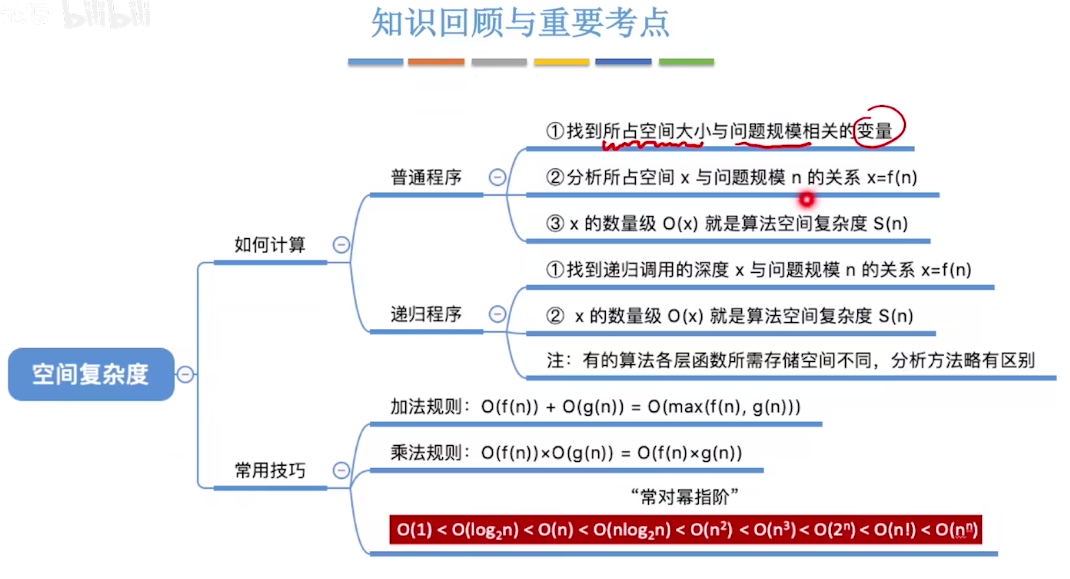 bilibili
知识回顾与重要考点
①找到所占空间大小与问题规模相关的变量
普通程序
②分析所占空间 x 与问题规模 n 的关系 x=f(n)
③ x 的数量级 O(x) 就是算法空间复杂度 S(n)
如何计算
①找到递归调用的深度 x 与问题规模 n 的关系 x=f(n)
递归程序
② x 的数量级 O(x) 就是算法空间复杂度 S(n)
注：有的算法各层函数所需存储空间不同，分析方法略有区别
空间复杂度
加法规则：O(f(n)) + O(g(n)) = O(max(f(n), g(n)))
乘法规则：O(f(n))×O(g(n)) = O(f(n)×g(n))
常用技巧
“常对幂指阶”
O(1) < O(log₂n) < O(n) < O(nlog₂n) < O(n²) < O(n³) < O(2ⁿ) < O(n!) < O(nⁿ)